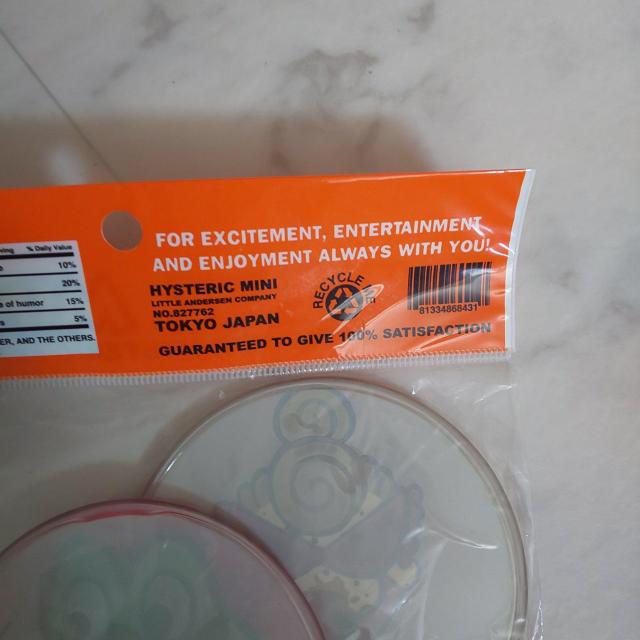 % Daily Value
10%
20%
of humor 15%
5%
ER, AND THE OTHERS.
FOR EXCITEMENT, ENTERTAINMENT
AND ENJOYMENT ALWAYS WITH YOU!
HYSTERIC MINI
LITTLE ANDERSEN COMPANY
NO.827762
TOKYO JAPAN
RECYCLE
81334868431
GUARANTEED TO GIVE 100% SATISFACTION